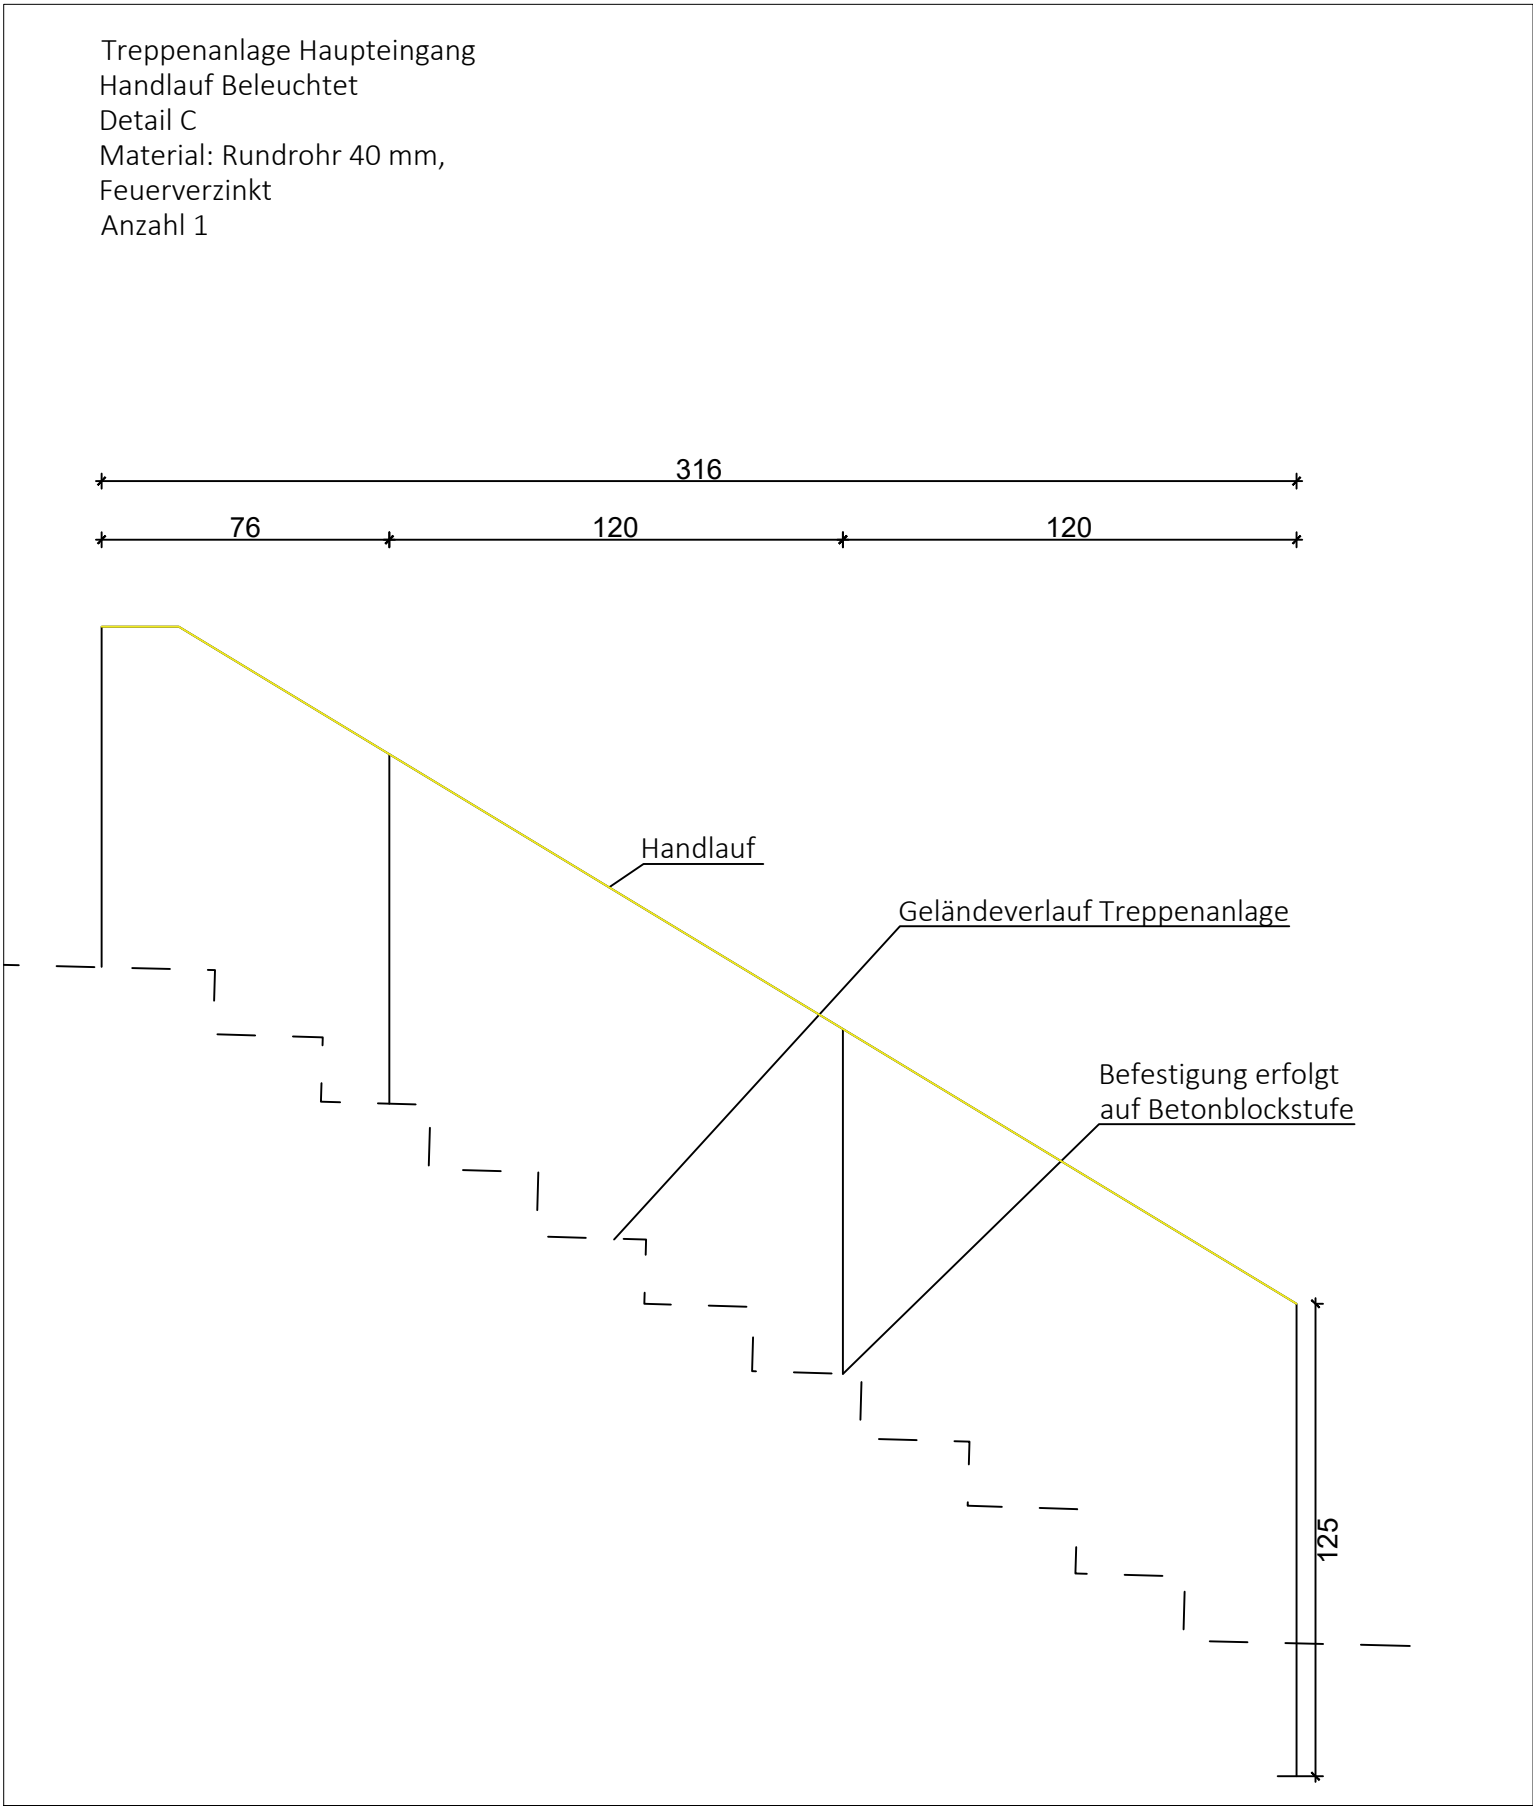 Treppenanlage Haupteingang
Handlauf Beleuchtet
Detail C
Material: Rundrohr 40 mm,
Feuerverzinkt
Anzahl 1
316
76
120
120
Handlauf
Geländeverlauf Treppenanlage
Befestigung erfolgt
auf Betonblockstufe
125